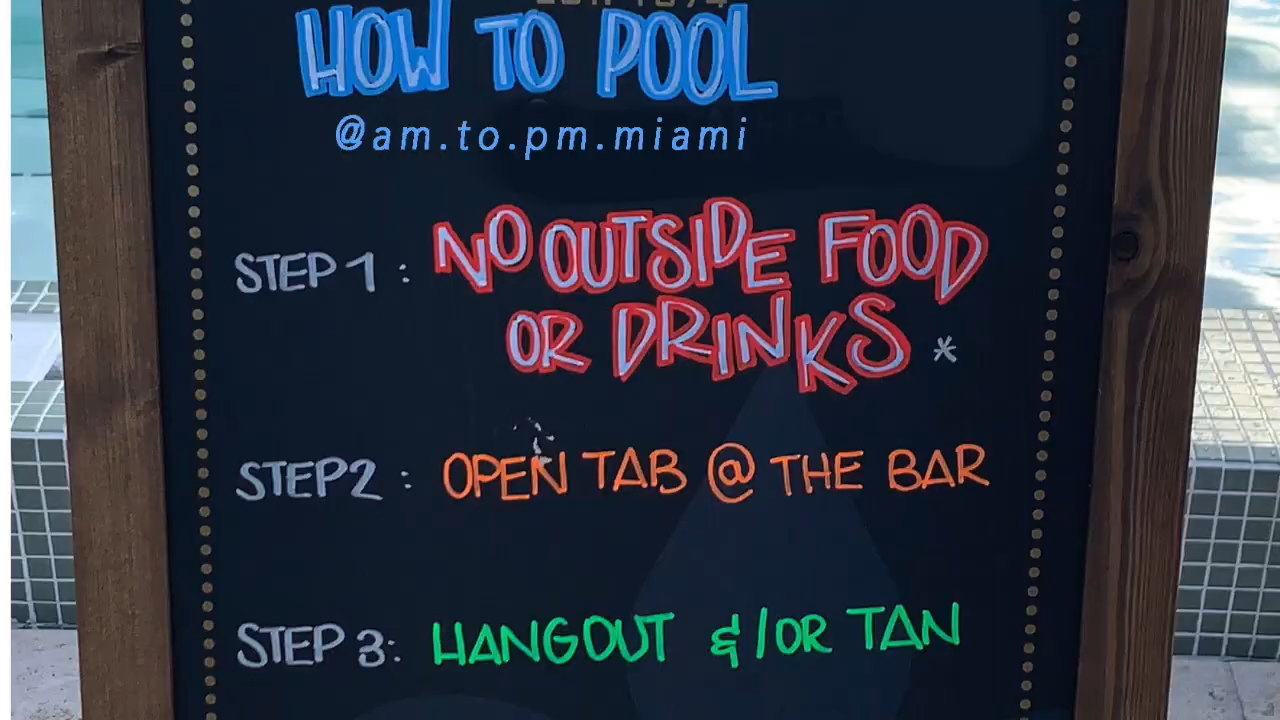 HOW TO POOL
@am.to.pm.miami
STEP 1 : NO OUTSIDE FOOD
OR DRINKS *
STEP2 : OPEN TAB @ THE BAR
STEP 3: HANGOUT &/OR TAN